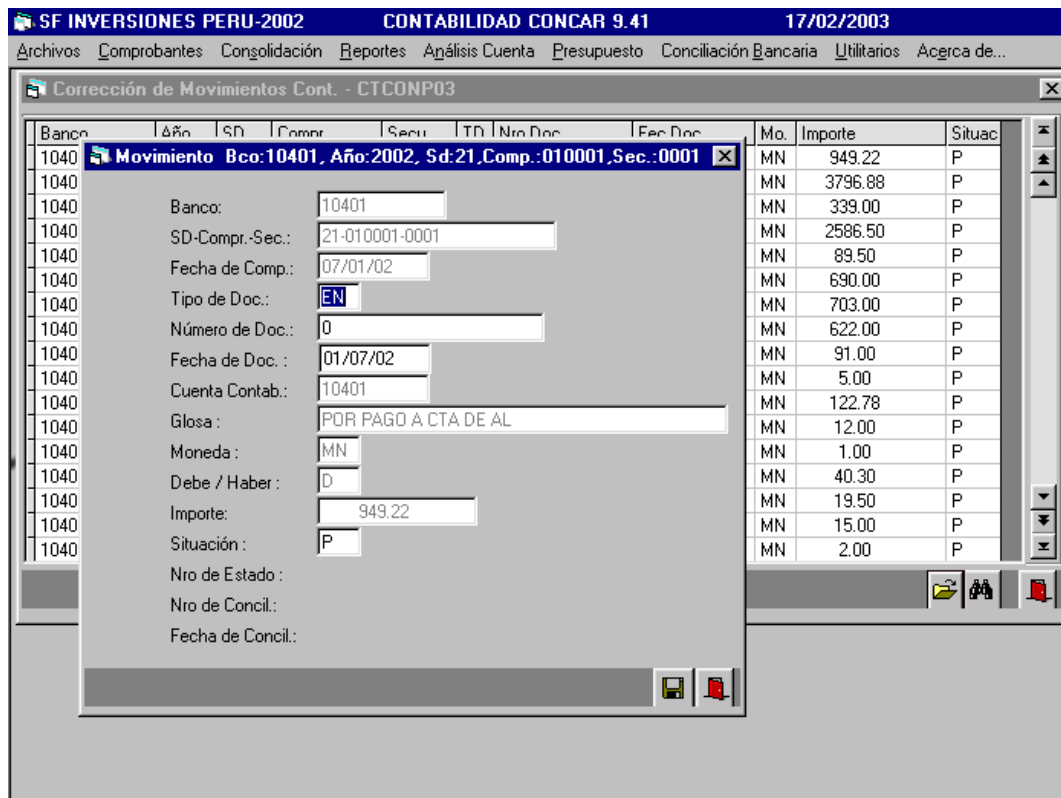 SF INVERSIONES PERU-2002 CONTABILIDAD CONCAR 9.41 17/02/2003
Archivos Comprobantes Consolidación Reportes Análisis Cuenta Presupuesto Conciliación Bancaria Utilitarios Acerca de...
Corrección de Movimientos Cont. - CTCONP03
Banco Año SD Compr Secu TD Nro Doc Fec Doc Mo. Importe Situac
Movimiento Bco:10401, Año:2002, Sd:21,Comp.:010001,Sec.:0001
1040 MN 949.22 P
1040 MN 3796.88 P
1040 MN 339.00 P
1040 MN 2586.50 P
1040 MN 89.50 P
1040 MN 690.00 P
1040 MN 703.00 P
1040 MN 622.00 P
1040 MN 91.00 P
1040 MN 5.00 P
1040 MN 122.78 P
1040 MN 12.00 P
1040 MN 1.00 P
1040 MN 40.30 P
1040 MN 19.50 P
1040 MN 15.00 P
1040 MN 2.00 P
Banco: 10401
SD-Compr.-Sec.: 21-010001-0001
Fecha de Comp.: 07/01/02
Tipo de Doc.: EN
Número de Doc.: 0
Fecha de Doc. : 01/07/02
Cuenta Contab.: 10401
Glosa : POR PAGO A CTA DE AL
Moneda : MN
Debe / Haber : D
Importe: 949.22
Situación : P
Nro de Estado :
Nro de Concil.:
Fecha de Concil.: